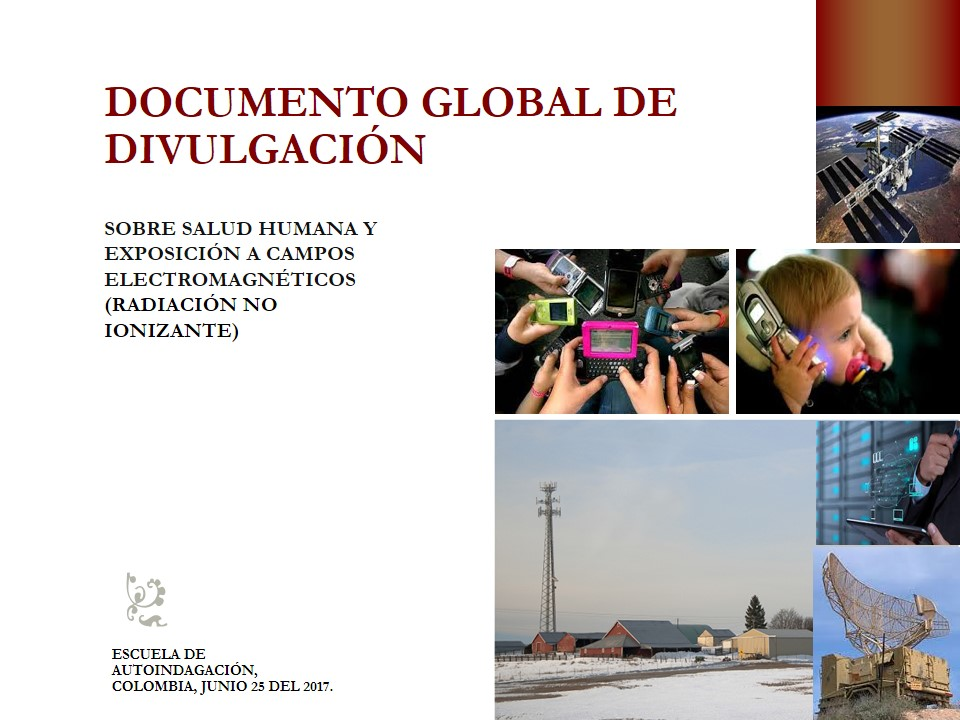 DOCUMENTO GLOBAL DE
DIVULGACIÓN
SOBRE SALUD HUMANA Y
EXPOSICIÓN A CAMPOS
ELECTROMAGNÉTICOS
(RADIACIÓN NO
IONIZANTE)
ESCUELA DE
AUTOINDAGACIÓN,
COLOMBIA, JUNIO 25 DEL 2017.